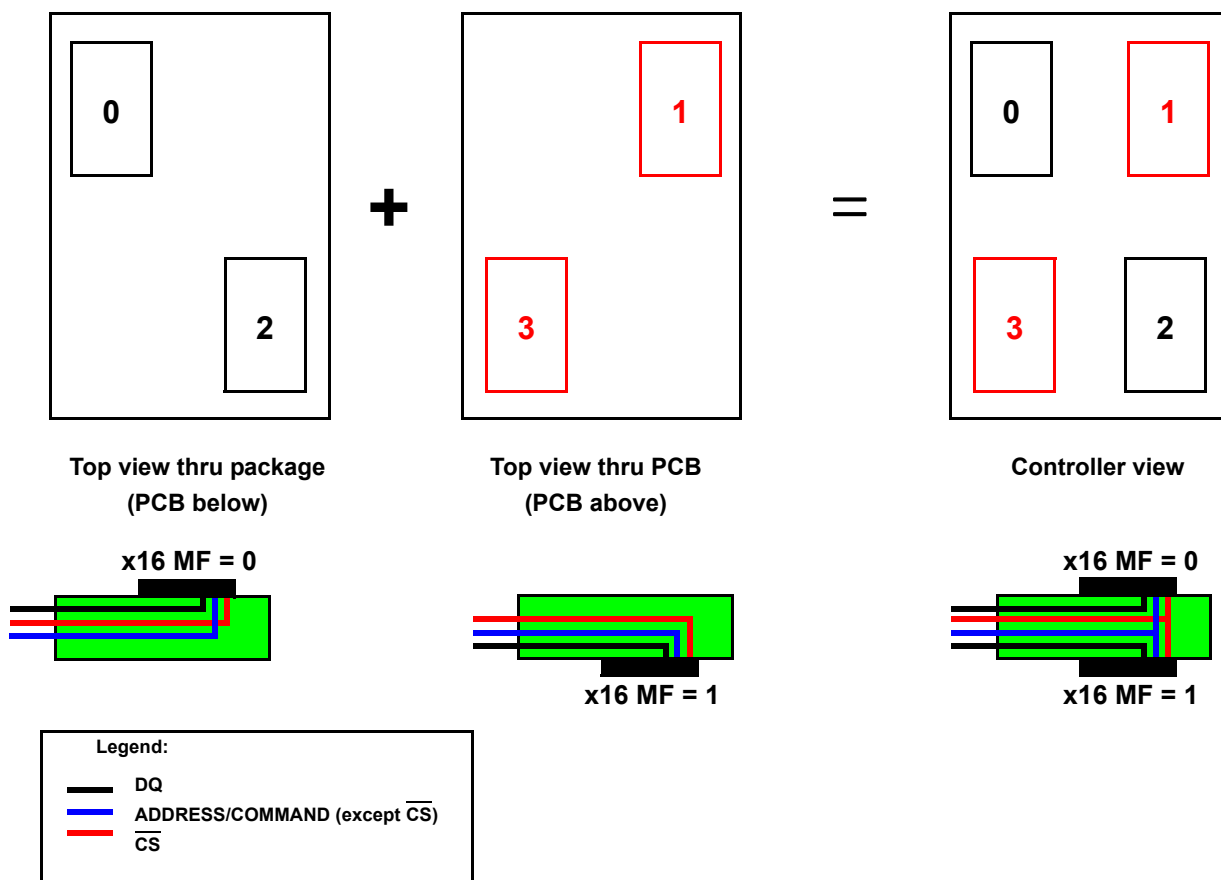 0
2
+
1
3
=
0
1
3
2
Top view thru package
(PCB below)
Top view thru PCB
(PCB above)
Controller view
x16 MF = 0
x16 MF = 1
x16 MF = 0
x16 MF = 1
Legend:
DQ
ADDRESS/COMMAND (except C̅S̅)
C̅S̅